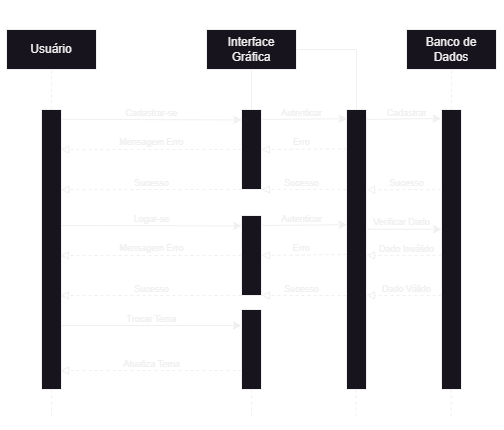 Usuário
Interface
Gráfica
Banco de
Dados
Cadastrar-se
Autenticar
Cadastrar
Mensagem Erro
Erro
Sucesso
Sucesso
Sucesso
Logar-se
Autenticar
Verificar Dado
Mensagem Erro
Erro
Dado Inválido
Sucesso
Sucesso
Dado Válido
Trocar Tema
Atualiza Tema